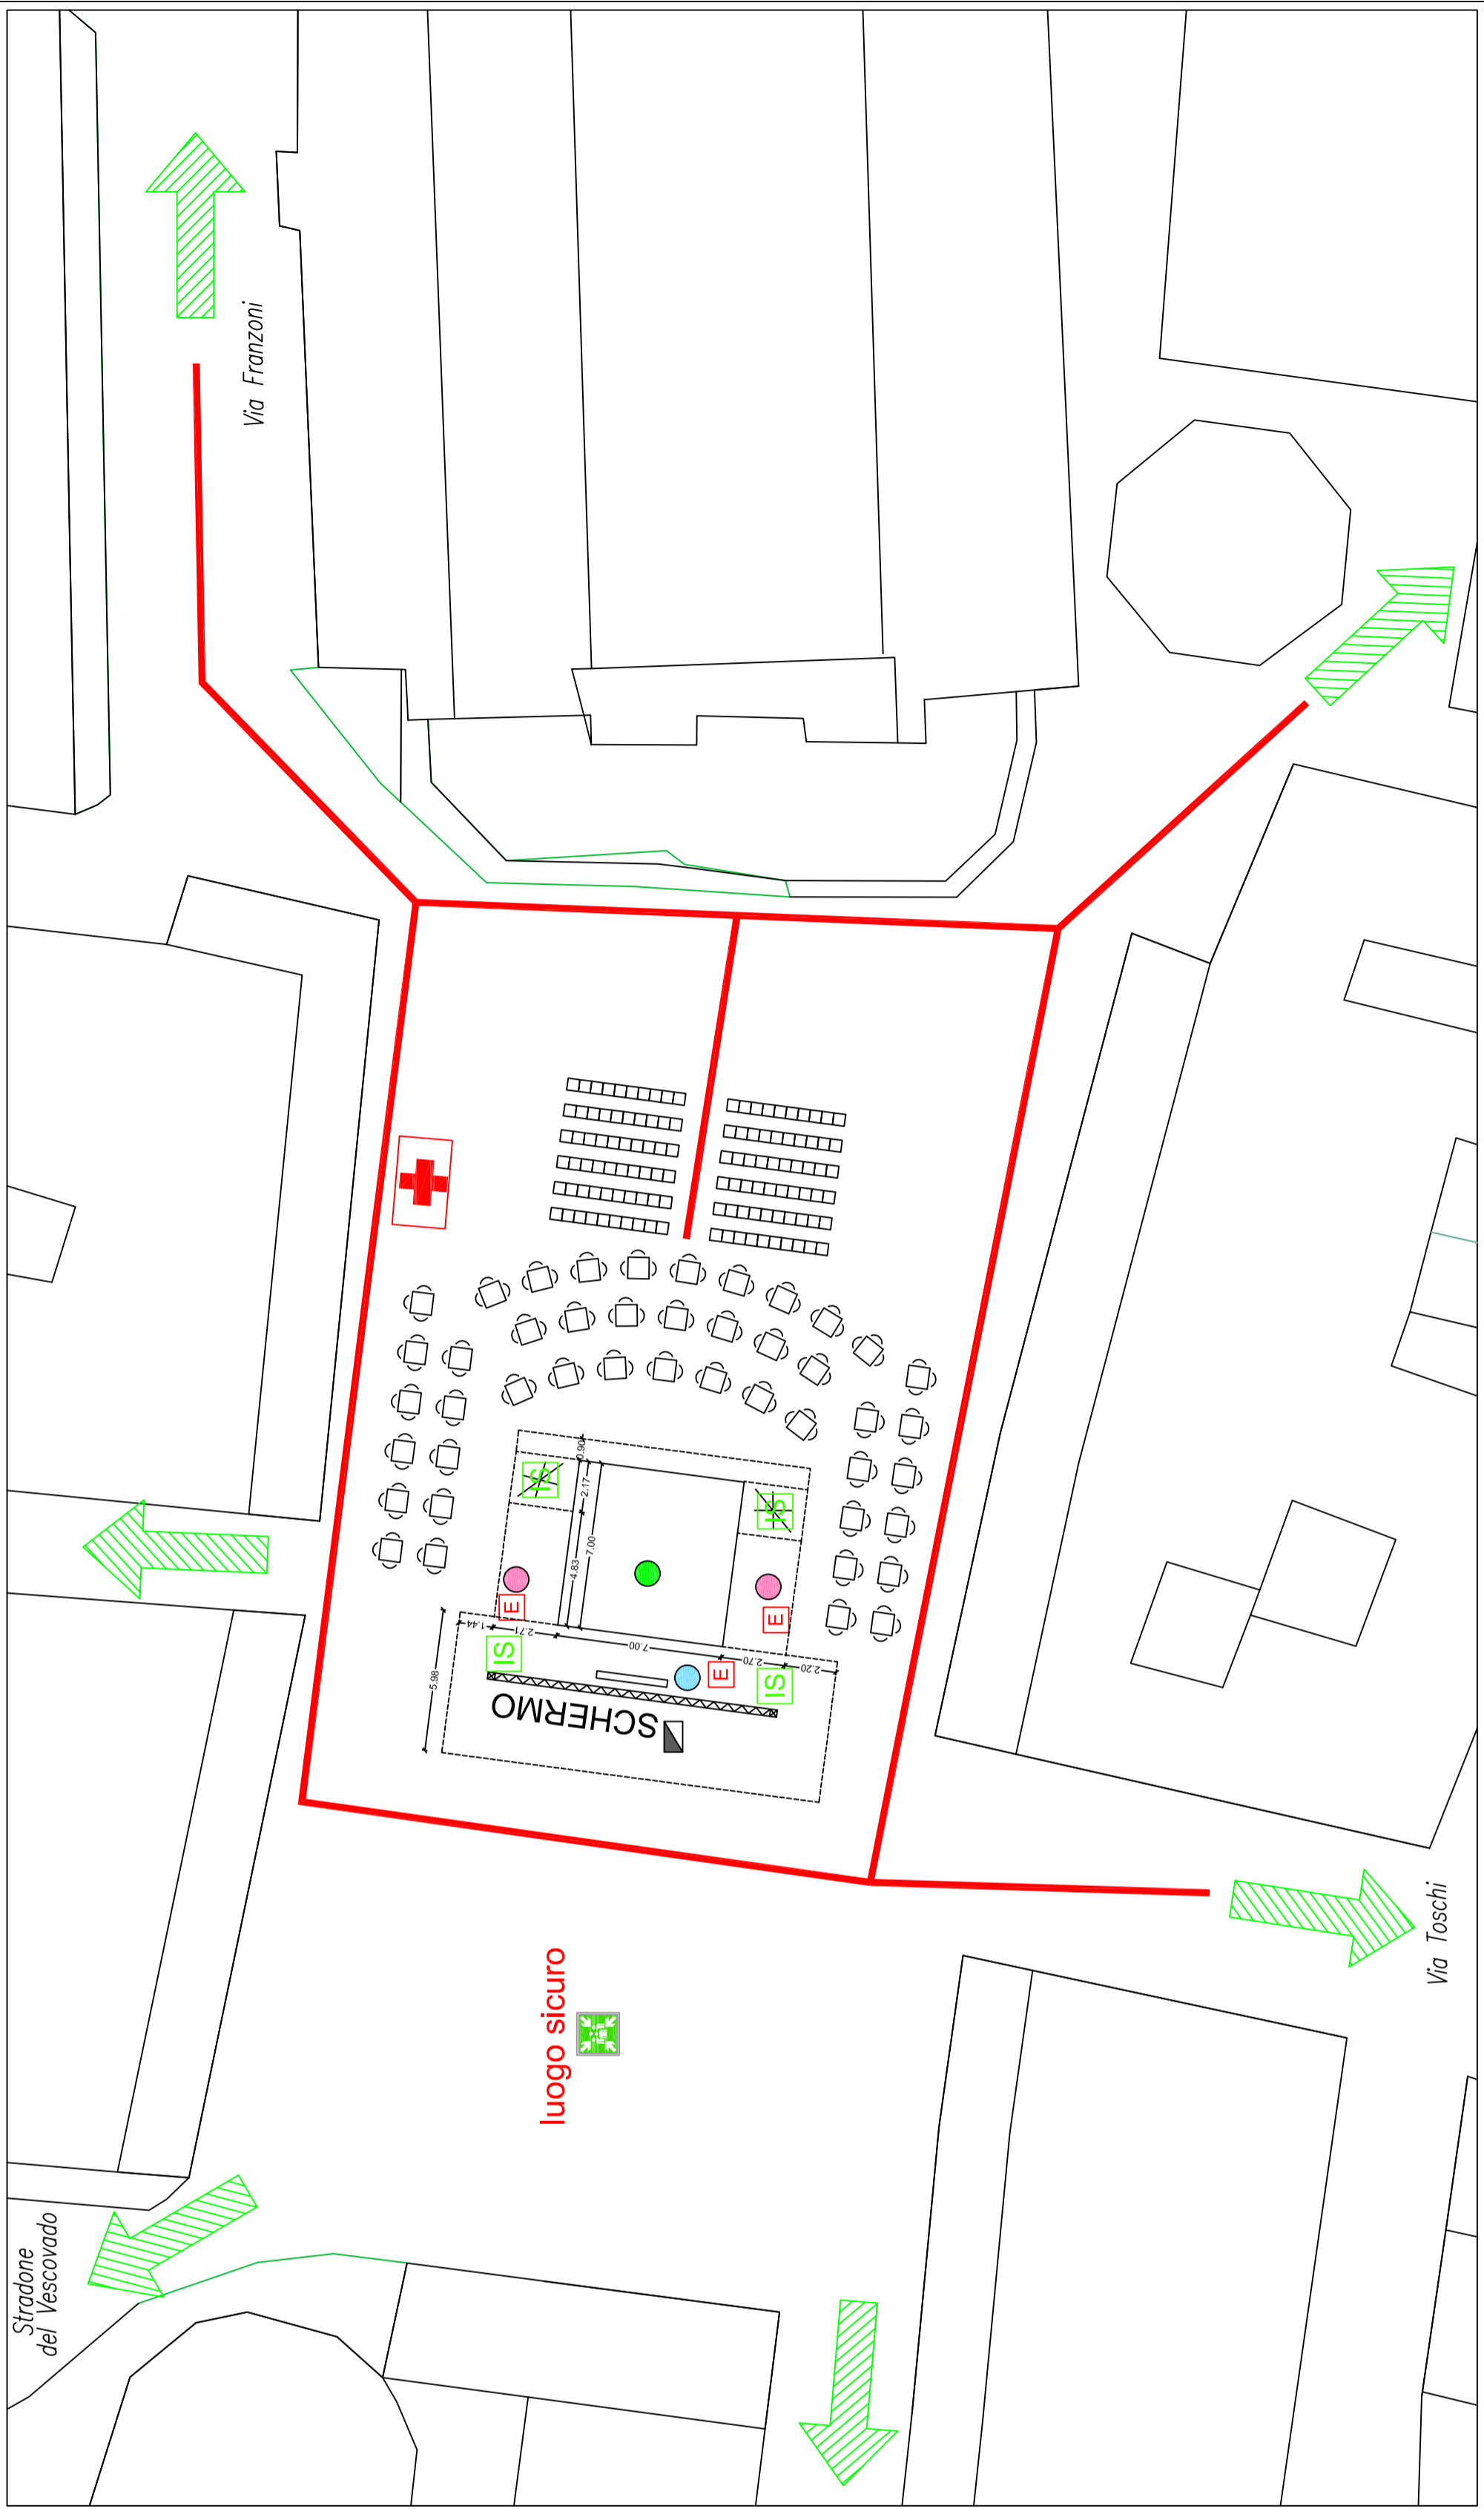 Via Franzoni
0.90
IS
2.17
IS
4.83
7.00
E
E
1.44
2.71
7.00
2.70
2.20
5.98
IS
E
IS
SCHERMO
Via Toschi
luogo sicuro
Stradone
del Vescovado